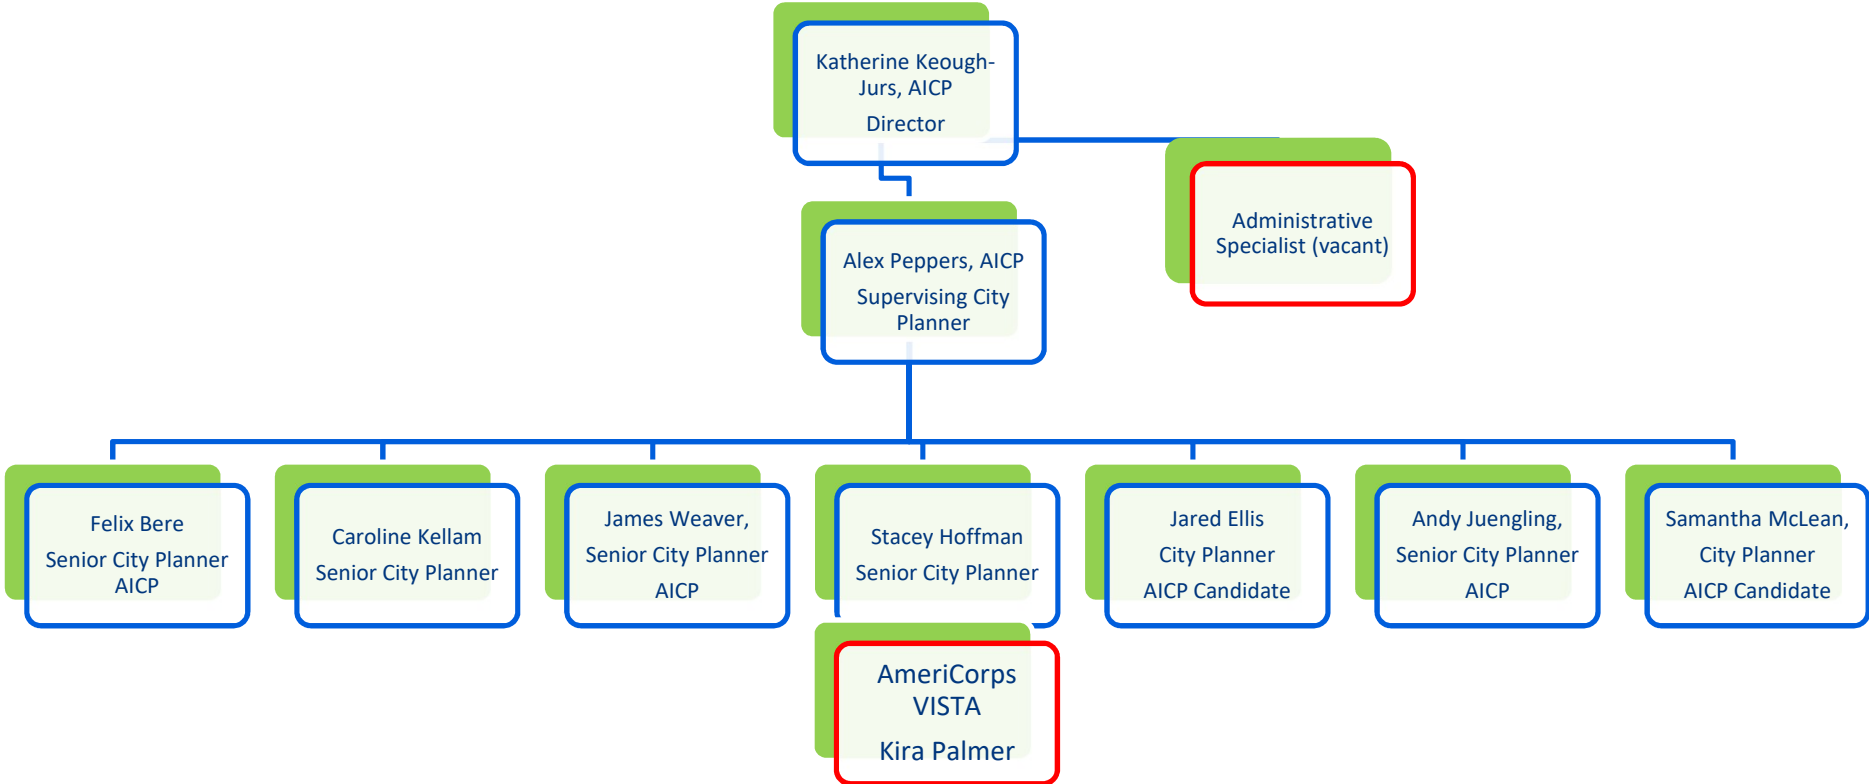 Katherine Keough-
Jurs, AICP
Director
Administrative
Specialist (vacant)
Alex Peppers, AICP
Supervising City
Planner
Felix Bere
Senior City Planner
AICP
Caroline Kellam
Senior City Planner
James Weaver,
Senior City Planner
AICP
Stacey Hoffman
Senior City Planner
Jared Ellis
City Planner
AICP Candidate
Andy Juengling,
Senior City Planner
AICP
Samantha McLean,
City Planner
AICP Candidate
AmeriCorps
VISTA
Kira Palmer